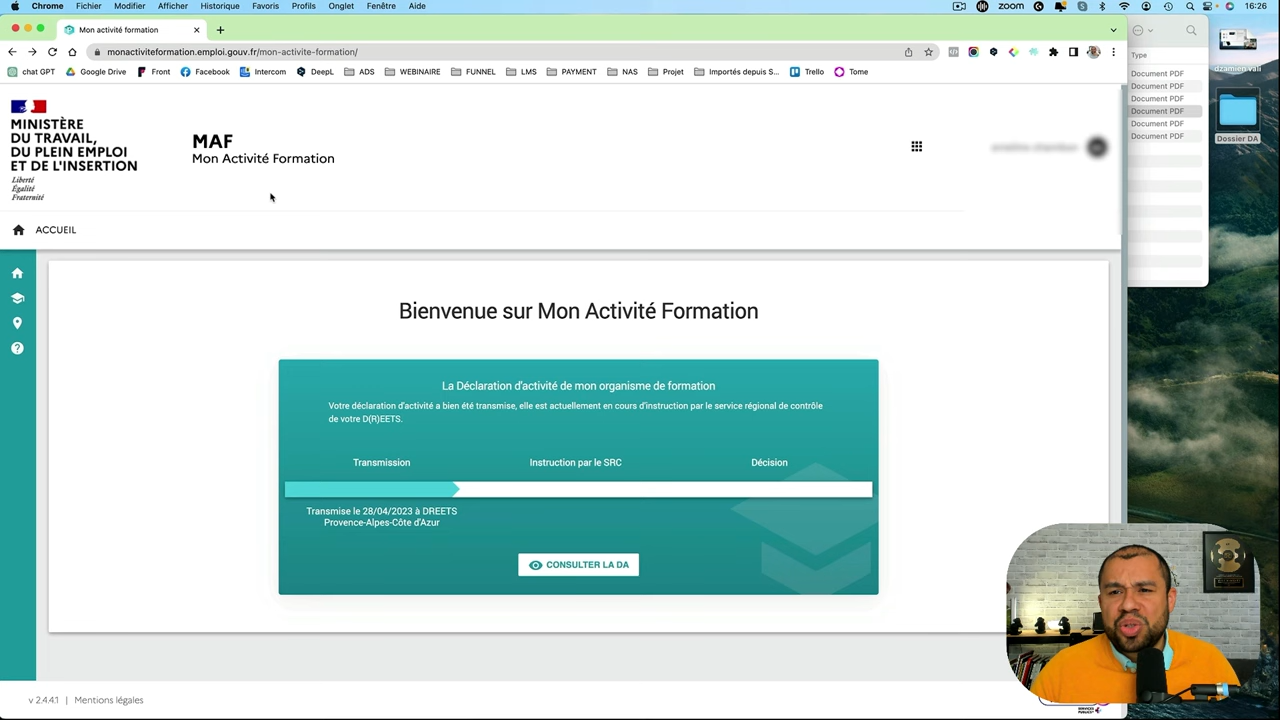 Chrome Fichier Modifier Afficher Historique Favoris Profils Onglet Fenêtre Aide
zoom
16:26
Mon activité formation
monactiviteformation.emploi.gouv.fr/mon-activite-formation/
chat GPT Google Drive Front Facebook Intercom DeepL ADS WEBINAIRE FUNNEL LMS PAYMENT NAS Projet Importés depuis S... Trello Tome
Type
Document PDF
Document PDF
Document PDF
Document PDF
Document PDF
Document PDF
Dossier DA
MINISTÈRE
DU TRAVAIL,
DU PLEIN EMPLOI
ET DE L'INSERTION
Liberté
Égalité
Fraternité
MAF
Mon Activité Formation
ACCUEIL
Bienvenue sur Mon Activité Formation
La Déclaration d'activité de mon organisme de formation
Votre déclaration d'activité a bien été transmise, elle est actuellement en cours d'instruction par le service régional de contrôle
de votre D(R)EETS.
Transmission Instruction par le SRC Décision
Transmise le 28/04/2023 à DREETS
Provence-Alpes-Côte d'Azur
CONSULTER LA DA
v 2.4.4.1 | Mentions légales